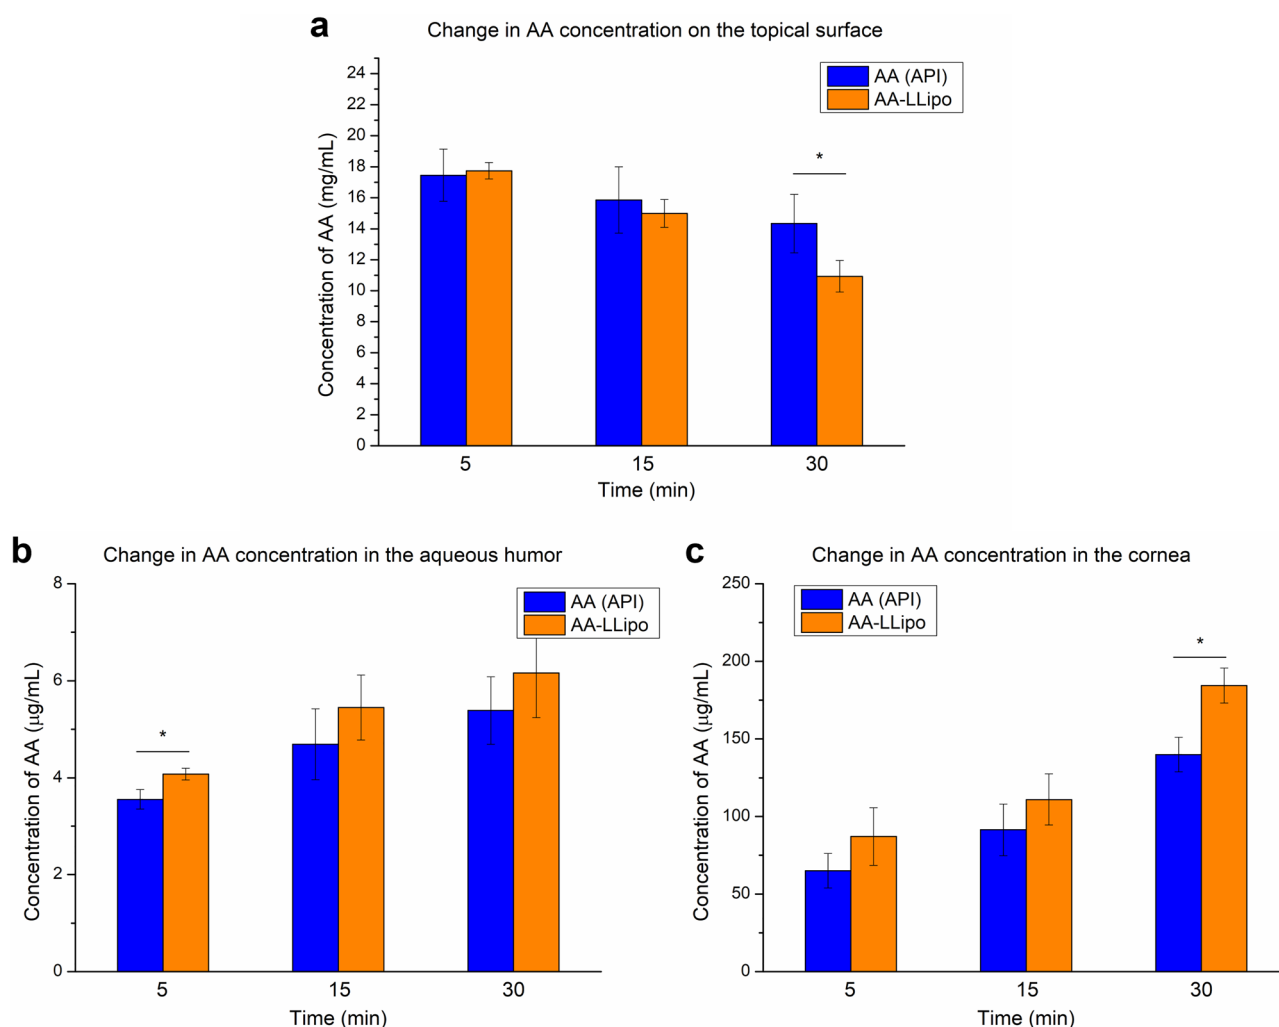 a
Change in AA concentration on the topical surface
AA (API)
AA-LLipo
Concentration of AA (mg/mL)
24
22
20
18
16
14
12
10
8
6
4
2
0
*
5 15 30
Time (min)
b
Change in AA concentration in the aqueous humor
AA (API)
AA-LLipo
Concentration of AA (µg/mL)
8
6
4
2
0
*
5 15 30
Time (min)
c
Change in AA concentration in the cornea
AA (API)
AA-LLipo
Concentration of AA (µg/mL)
250
200
150
100
50
0
*
5 15 30
Time (min)